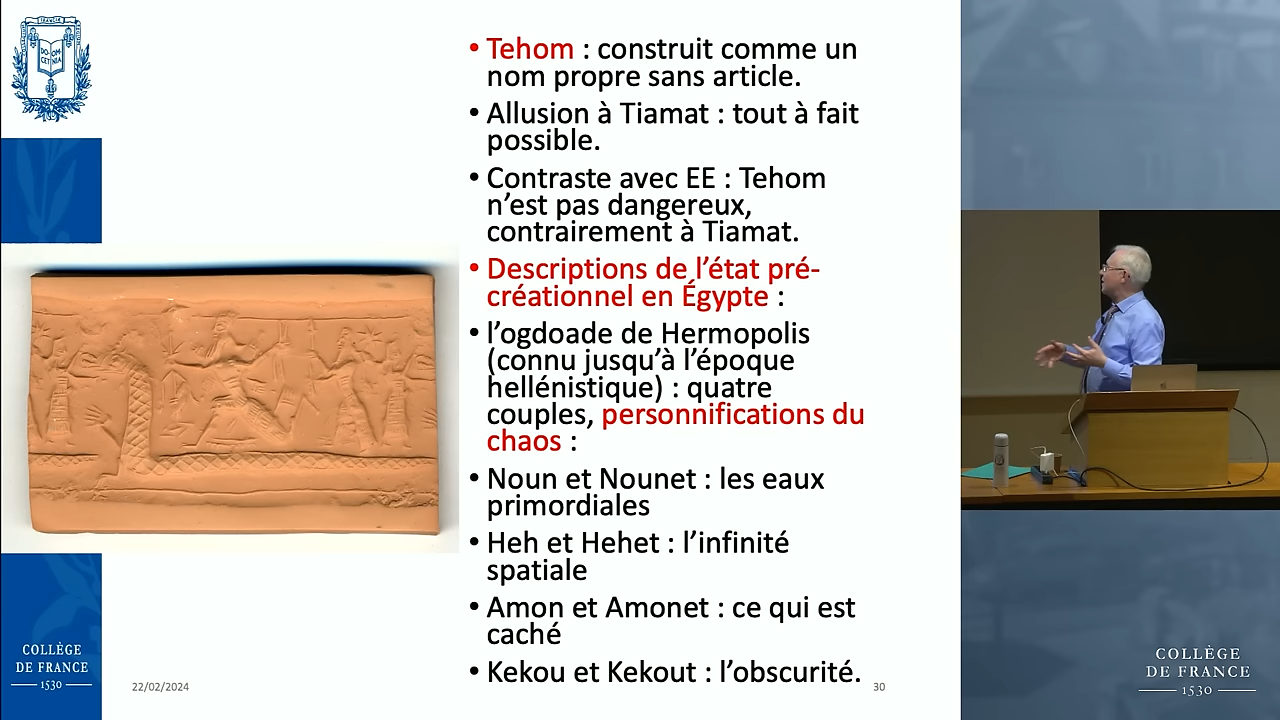 • Tehom : construit comme un
nom propre sans article.
• Allusion à Tiamat : tout à fait
possible.
• Contraste avec EE : Tehom
n’est pas dangereux,
contrairement à Tiamat.
• Descriptions de l’état pré-
créationnel en Égypte :
• l’ogdoade de Hermopolis
(connu jusqu’à l’époque
hellénistique) : quatre
couples, personnifications du
chaos :
• Noun et Nounet : les eaux
primordiales
• Heh et Hehet : l’infinité
spatiale
• Amon et Amonet : ce qui est
caché
• Kekou et Kekout : l’obscurité.
COLLÈGE
DE FRANCE
1530
22/02/2024
30
COLLÈGE
DE FRANCE
1530